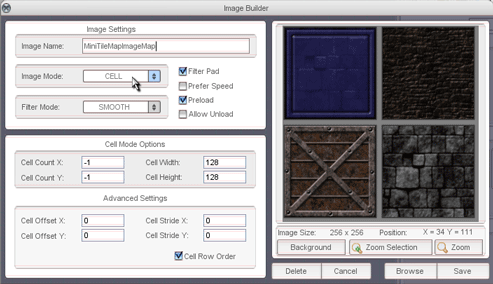 Image Builder
Image Settings
Image Name: MiniTileMapImageMap
Image Mode: CELL
Filter Mode: SMOOTH
Filter Pad
Prefer Speed
Preload
Allow Unload
Cell Mode Options
Cell Count X: -1 Cell Width: 128
Cell Count Y: -1 Cell Height: 128
Advanced Settings
Cell Offset X: 0 Cell Stride X: 0
Cell Offset Y: 0 Cell Stride Y: 0
Cell Row Order
Image Size: 256 x 256 Position: X = 34 Y = 111
Background Zoom Selection Zoom
Delete Cancel Browse Save